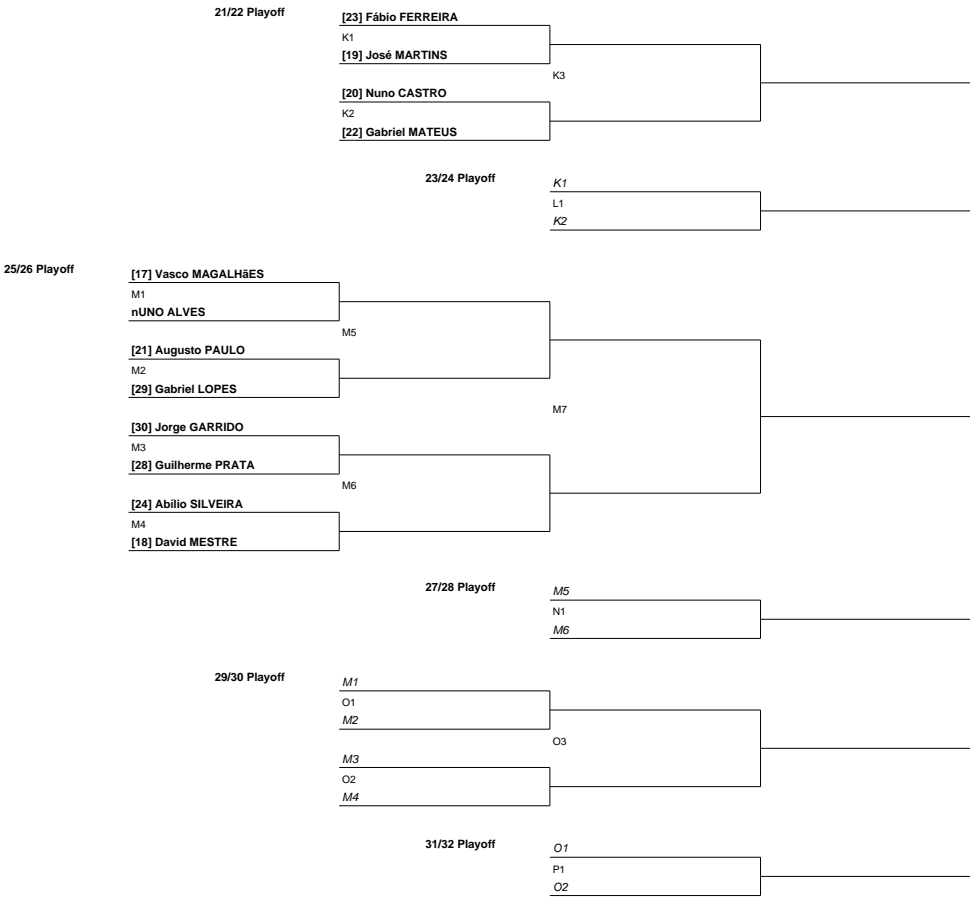 21/22 Playoff
[23] Fábio FERREIRA
K1
[19] José MARTINS
K3
[20] Nuno CASTRO
K2
[22] Gabriel MATEUS
23/24 Playoff
K1
L1
K2
25/26 Playoff
[17] Vasco MAGALHãES
M1
nUNO ALVES
M5
[21] Augusto PAULO
M2
[29] Gabriel LOPES
M7
[30] Jorge GARRIDO
M3
[28] Guilherme PRATA
M6
[24] Abílio SILVEIRA
M4
[18] David MESTRE
27/28 Playoff
M5
N1
M6
29/30 Playoff
M1
O1
M2
O3
M3
O2
M4
31/32 Playoff
O1
P1
O2